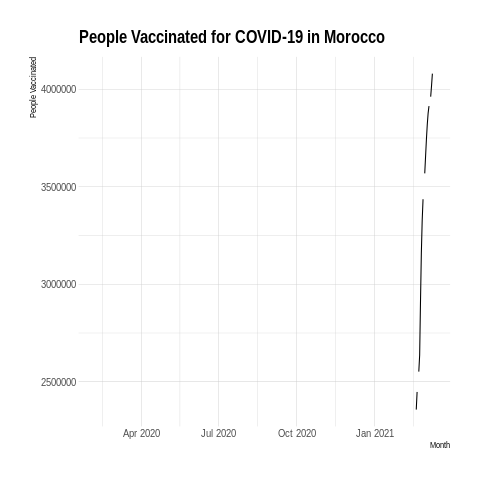 People Vaccinated for COVID-19 in Morocco
People Vaccinated
4000000
3500000
3000000
2500000
Apr 2020 Jul 2020 Oct 2020 Jan 2021
Month